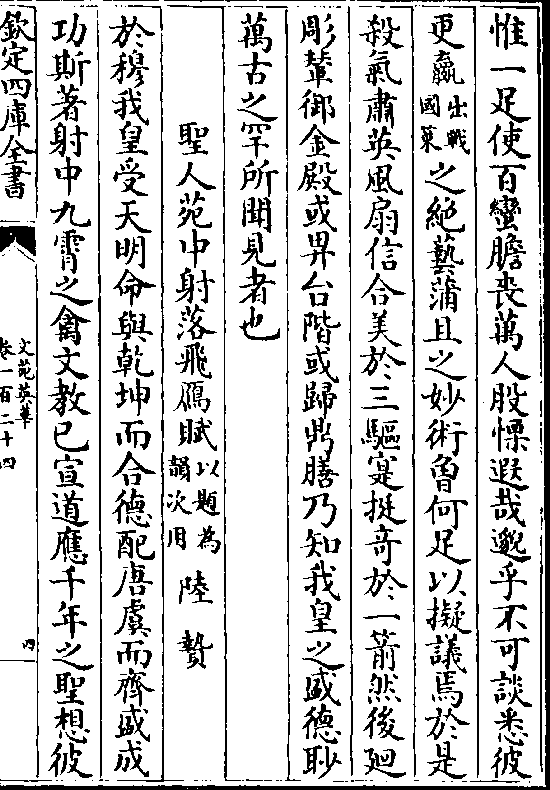 惟一足使百蠻膽喪萬人股慄遐哉邈乎不可談悉彼
更羸出戰國策之絶藝蒲且之妙術魯何足以擬議焉於是
殺氣肅英風扇信合美於三驅寔挺竒於一箭然後廻
彫輦御金殿或畀台階或歸鼎膳乃知我皇之盛德眇
萬古之罕所聞見者也
聖人苑中射落飛鴈賦以題為韻次用 陸贄
於穆我皇受天明命與乾坤而合德配唐虞而齊盛成
功斯著射中九霄之禽文教已宣道應千年之聖想彼
欽定四庫全書
文苑英華
卷一百二十四
四